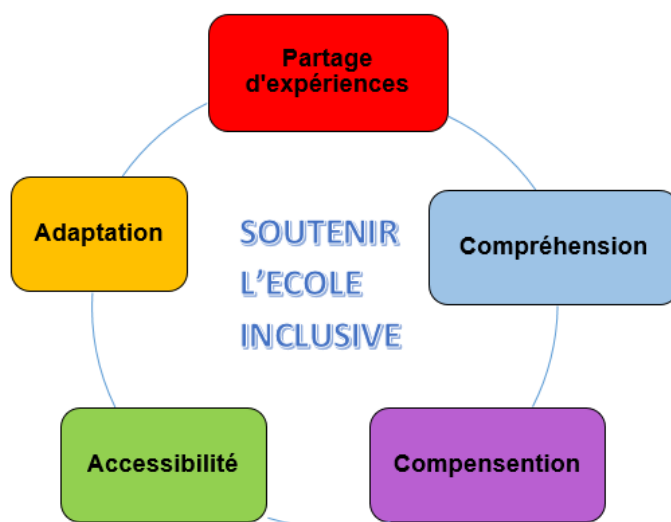 Partage
d'expériences
Adaptation
Compréhension
SOUTENIR
L'ECOLE
INCLUSIVE
Accessibilité
Compensention